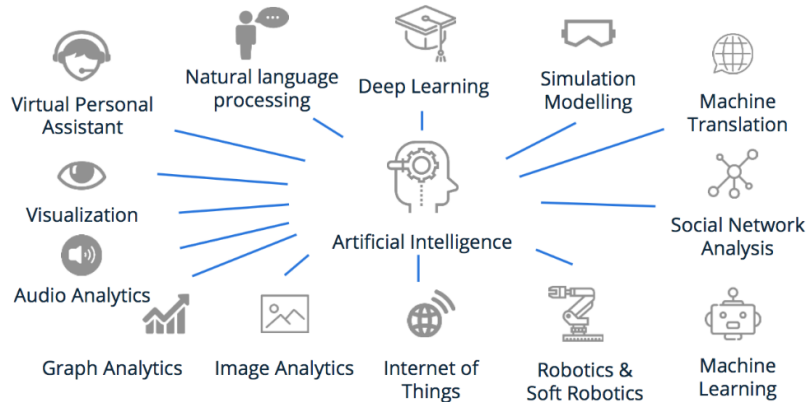 Natural language
processing
Deep Learning
Simulation
Modelling
Virtual Personal
Assistant
Machine
Translation
Visualization
Artificial Intelligence
Social Network
Analysis
Audio Analytics
Graph Analytics
Image Analytics
Internet of
Things
Robotics &
Soft Robotics
Machine
Learning